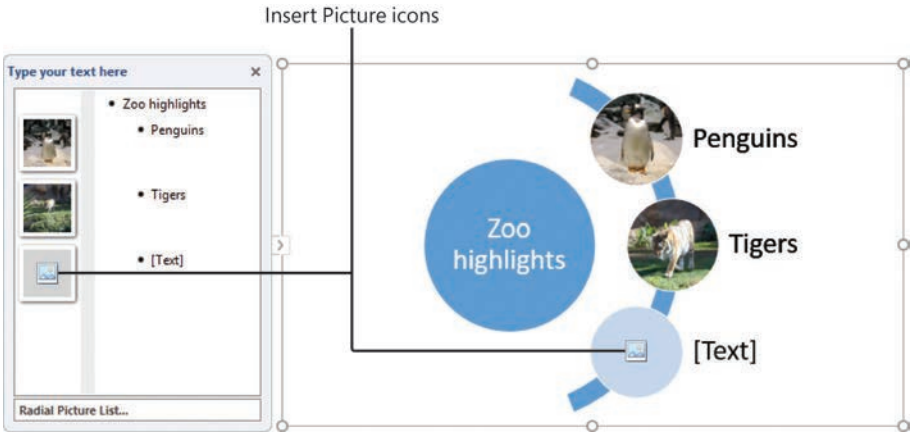 Insert Picture icons
Type your text here
Zoo highlights
Penguins
Tigers
[Text]
Radial Picture List...
Zoo
highlights
Penguins
Tigers
[Text]